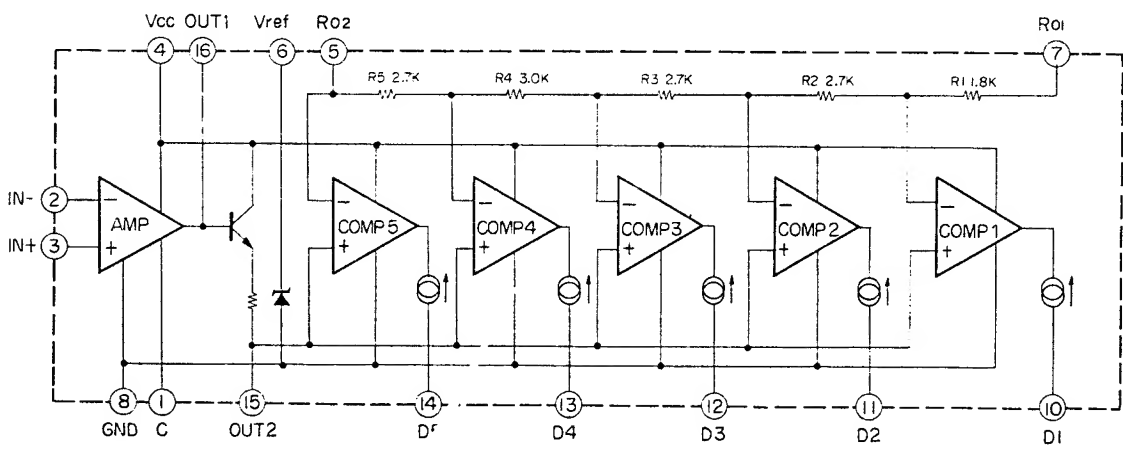 Vcc OUT1 Vref RO2 RO1
4 16 6 5 7
R5 2.7K R4 3.0K R3 2.7K R2 2.7K R1 1.8K
IN- 2 − − − − − −
AMP COMP5 COMP4 COMP3 COMP2 COMP1
IN+ 3 + + + + + +
8 1 15 14 13 12 11 10
GND C OUT2 D5 D4 D3 D2 D1